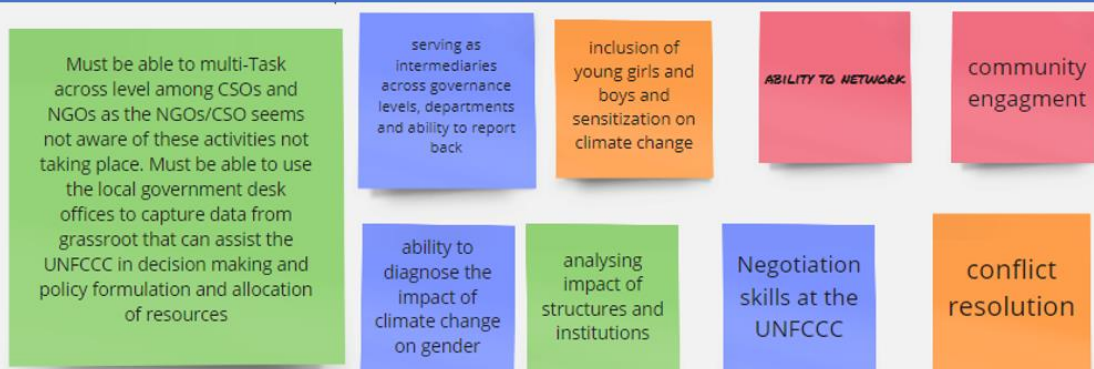 Must be able to multi-Task
across level among CSOs and
NGOs as the NGOs/CSO seems
not aware of these activities not
taking place. Must be able to use
the local government desk
offices to capture data from
grassroot that can assist the
UNFCCC in decision making and
policy formulation and allocation
of resources
serving as
intermediaries
across governance
levels, departments
and ability to report
back
inclusion of
young girls and
boys and
sensitization on
climate change
ABILITY TO NETWORK
community
engagment
ability to
diagnose the
impact of
climate change
on gender
analysing
impact of
structures and
institutions
Negotiation
skills at the
UNFCCC
conflict
resolution